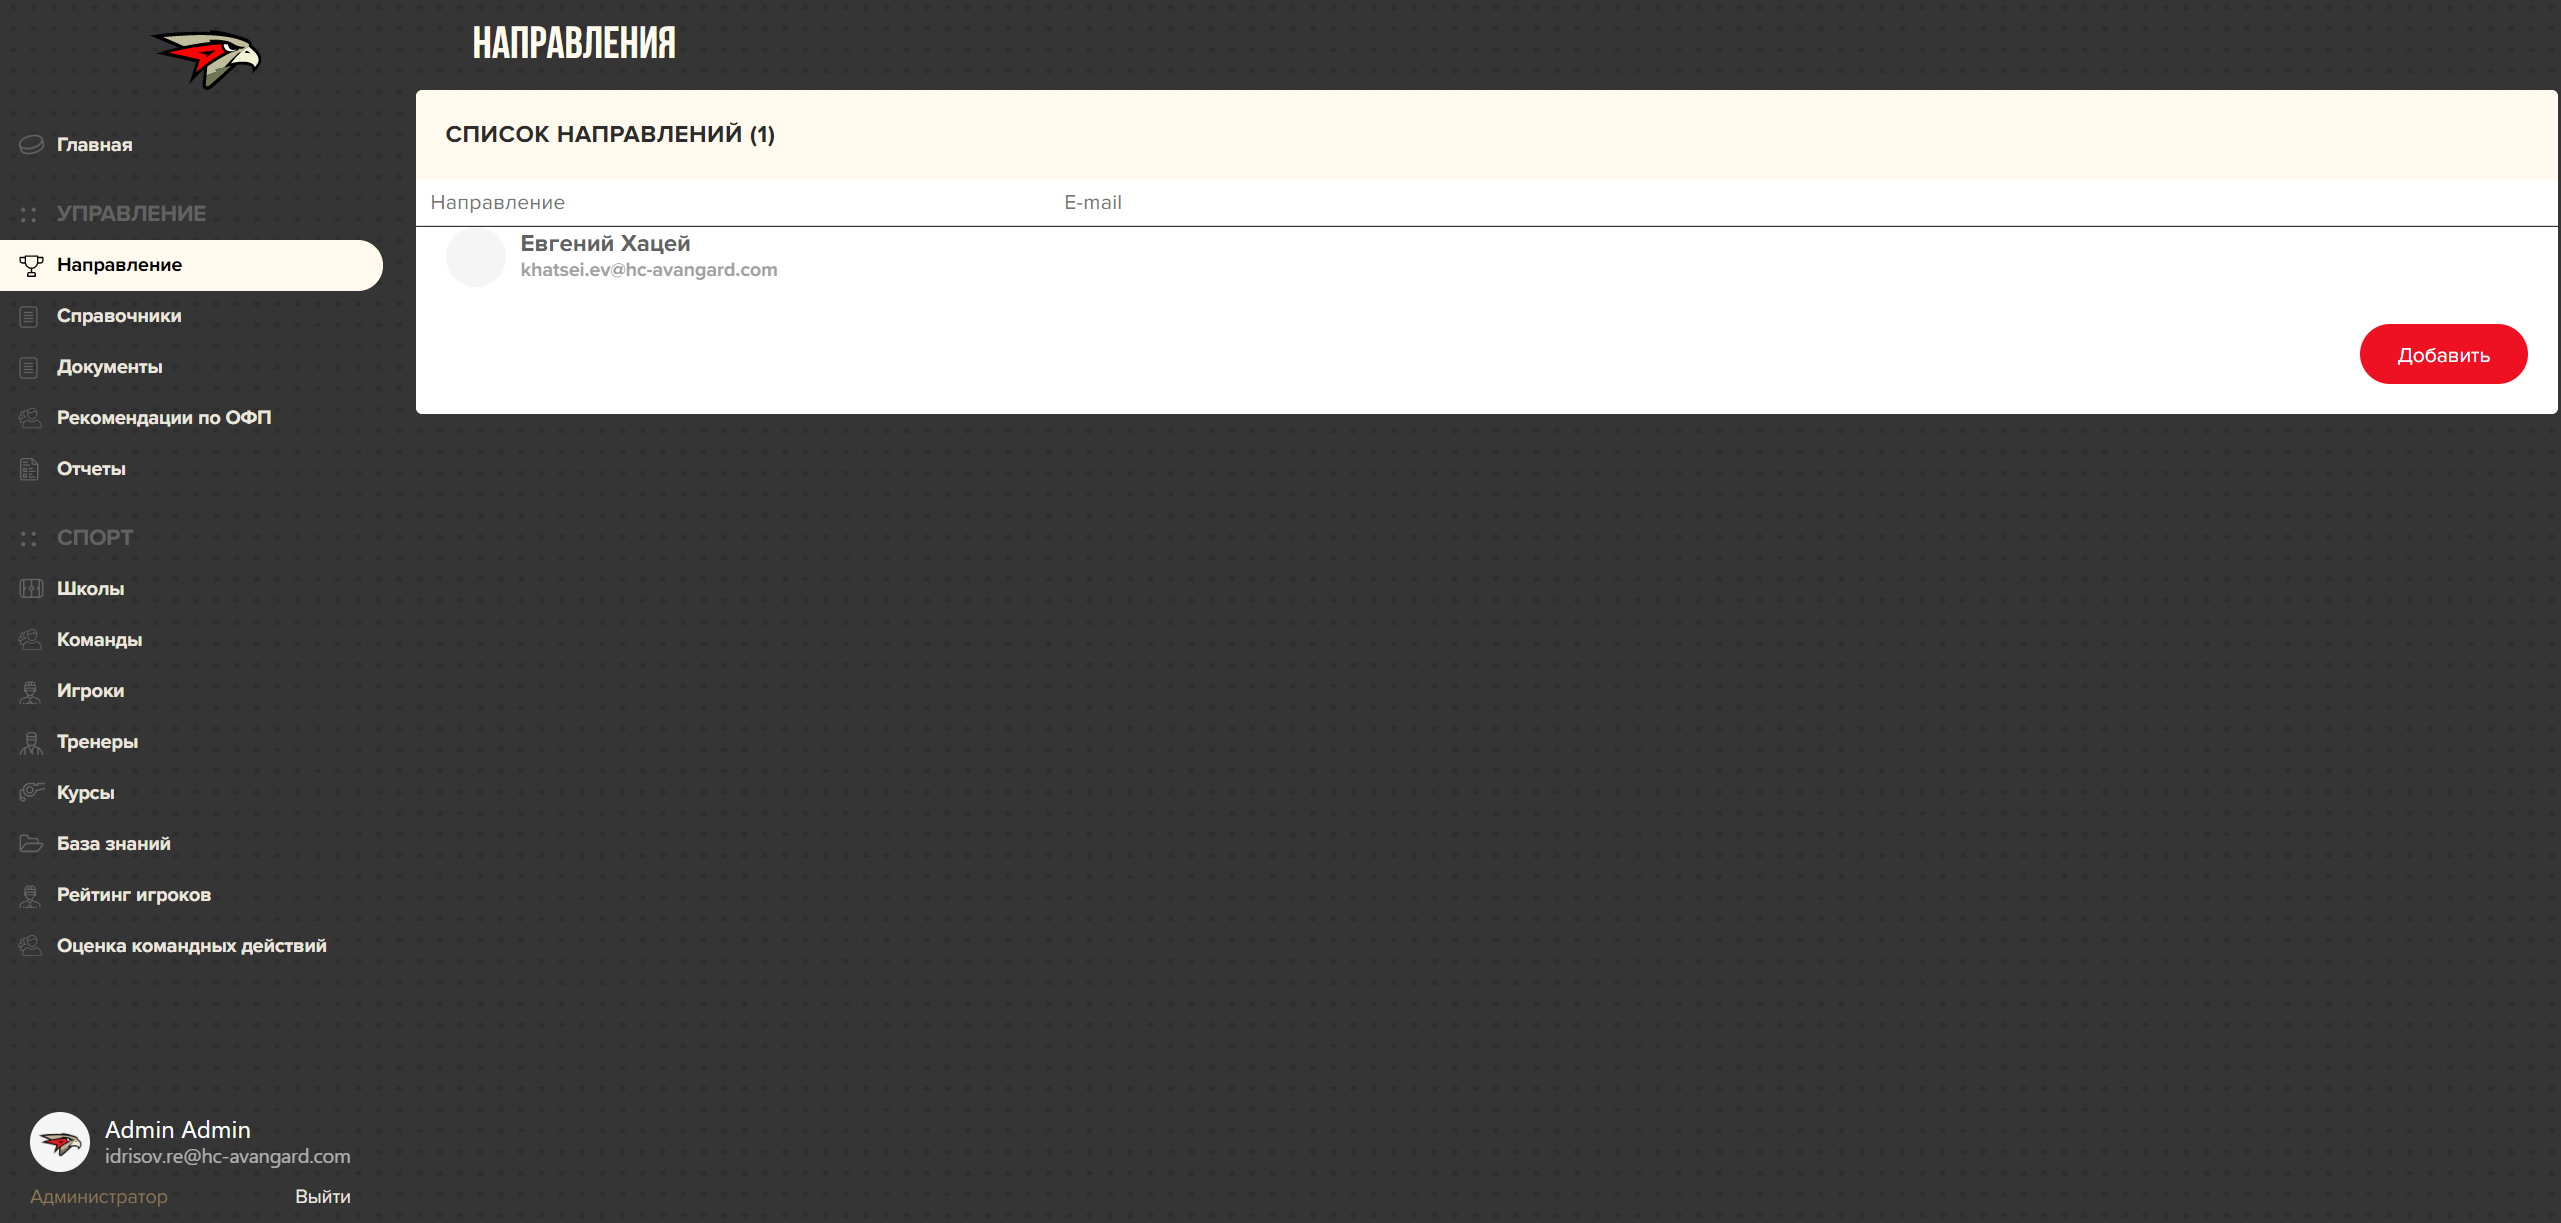 Главная
УПРАВЛЕНИЕ
Направление
Справочники
Документы
Рекомендации по ОФП
Отчеты
СПОРТ
Школы
Команды
Игроки
Тренеры
Курсы
База знаний
Рейтинг игроков
Оценка командных действий
Admin Admin
idrisov.re@hc-avangard.com
Администратор Выйти
НАПРАВЛЕНИЯ
СПИСОК НАПРАВЛЕНИЙ (1)
Направление E-mail
Евгений Хацей
khatsei.ev@hc-avangard.com
Добавить